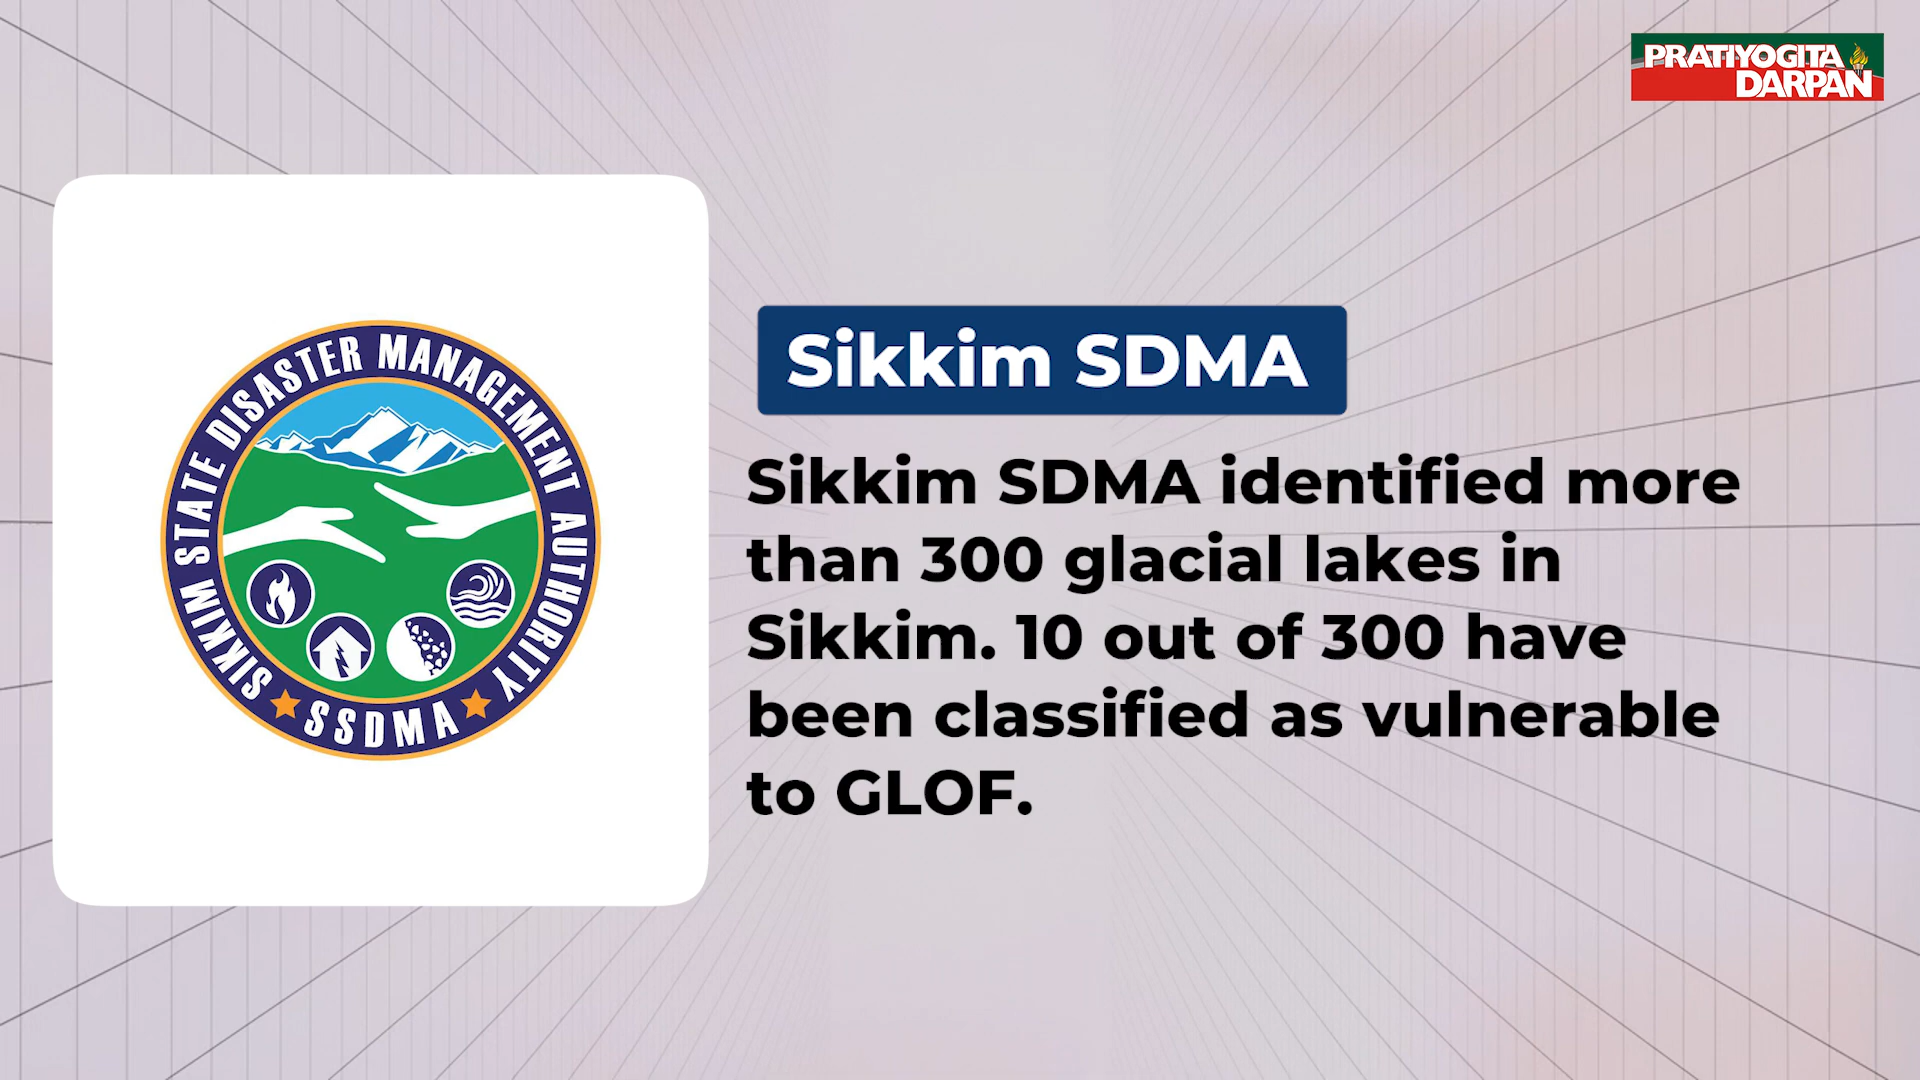 PRATIYOGITA
DARPAN
SIKKIM STATE DISASTER MANAGEMENT AUTHORITY
SSDMA
Sikkim SDMA
Sikkim SDMA identified more
than 300 glacial lakes in
Sikkim. 10 out of 300 have
been classified as vulnerable
to GLOF.